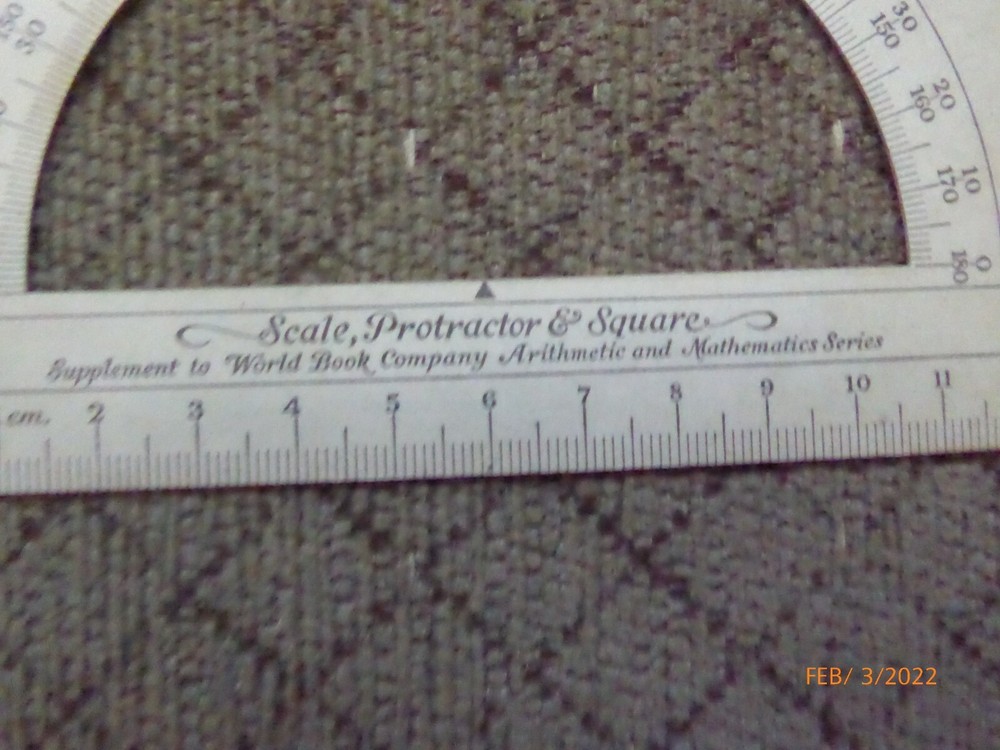 30
150
20
160
10
170
0
180
Scale, Protractor & Square
Supplement to World Book Company Arithmetic and Mathematics Series
cm. 2 3 4 5 6 7 8 9 10 11
FEB/ 3/2022